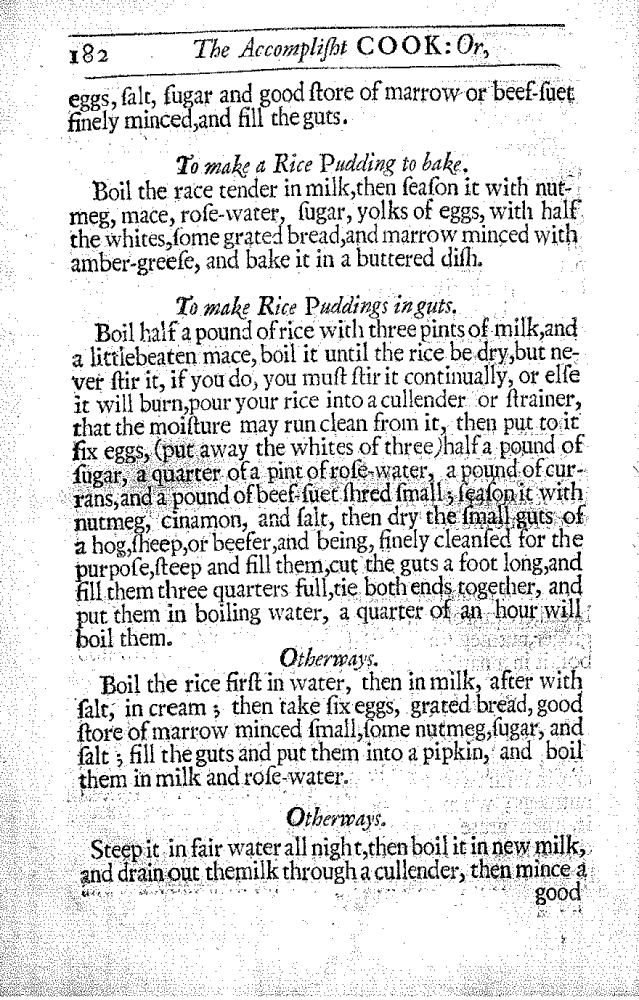 182 The Accompliſht COOK: Or,
eggs, ſalt, ſugar and good ſtore of marrow or beef-ſuet
finely minced,and fill the guts.
To make a Rice Pudding to bake.
Boil the race tender in milk,then ſeaſon it with nut-
meg, mace, roſe-water, ſugar, yolks of eggs, with half
the whites,ſome grated bread,and marrow minced with
amber-greeſe, and bake it in a buttered diſh.
To make Rice Puddings in guts.
Boil half a pound of rice with three pints of milk,and
a little beaten mace, boil it until the rice be dry,but ne-
ver ſtir it, if you do, you muſt ſtir it continually, or elſe
it will burn,pour your rice into a cullender or ſtrainer,
that the moiſture may run clean from it, then put to it
ſix eggs, (put away the whites of three) half a pound of
ſugar, a quarter of a pint of roſe-water, a pound of cur-
rans,and a pound of beef-ſuet ſhred ſmall; ſeaſon it with
nutmeg, cinamon, and ſalt, then dry the ſmall guts of
a hog,ſheep,or beefer,and being, finely cleanſed for the
purpoſe,ſteep and fill them,cut the guts a foot long,and
fill them three quarters full,tie both ends together, and
put them in boiling water, a quarter of an hour will
boil them.
Otherways.
Boil the rice firſt in water, then in milk, after with
ſalt, in cream ; then take ſix eggs, grated bread, good
ſtore of marrow minced ſmall,ſome nutmeg,ſugar, and
ſalt ; fill the guts and put them into a pipkin, and boil
them in milk and roſe-water.
Otherways.
Steep it in fair water all night,then boil it in new milk,
and drain out the milk through a cullender, then mince a
good